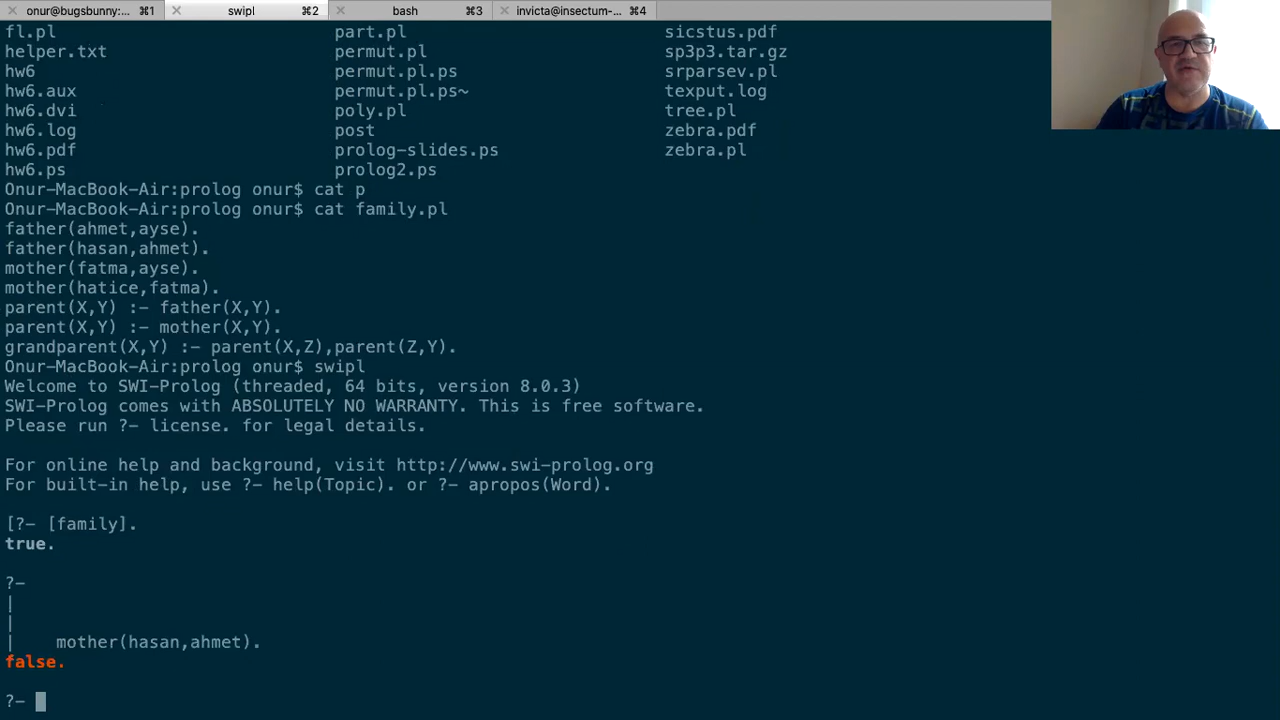 onur@bugsbunny:... ⌘1 swipl ⌘2 bash ⌘3 invicta@insectum-... ⌘4
fl.pl part.pl sicstus.pdf
helper.txt permut.pl sp3p3.tar.gz
hw6 permut.pl.ps srparsev.pl
hw6.aux permut.pl.ps~ texput.log
hw6.dvi poly.pl tree.pl
hw6.log post zebra.pdf
hw6.pdf prolog-slides.ps zebra.pl
hw6.ps prolog2.ps
Onur-MacBook-Air:prolog onur$ cat p
Onur-MacBook-Air:prolog onur$ cat family.pl
father(ahmet,ayse).
father(hasan,ahmet).
mother(fatma,ayse).
mother(hatice,fatma).
parent(X,Y) :- father(X,Y).
parent(X,Y) :- mother(X,Y).
grandparent(X,Y) :- parent(X,Z),parent(Z,Y).
Onur-MacBook-Air:prolog onur$ swipl
Welcome to SWI-Prolog (threaded, 64 bits, version 8.0.3)
SWI-Prolog comes with ABSOLUTELY NO WARRANTY. This is free software.
Please run ?- license. for legal details.
For online help and background, visit http://www.swi-prolog.org
For built-in help, use ?- help(Topic). or ?- apropos(Word).
[?- [family].
true.
?-
|
|
| mother(hasan,ahmet).
false.
?-